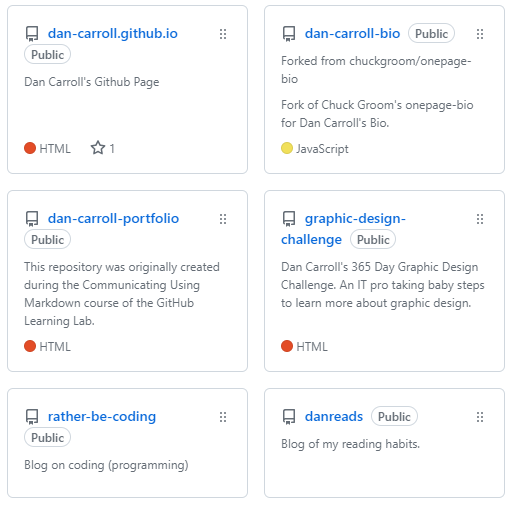 dan-carroll.github.io
Public
Dan Carroll's Github Page
HTML 1
dan-carroll-bio Public
Forked from chuckgroom/onepage-
bio
Fork of Chuck Groom's onepage-bio
for Dan Carroll's Bio.
JavaScript
dan-carroll-portfolio
Public
This repository was originally created
during the Communicating Using
Markdown course of the GitHub
Learning Lab.
HTML
graphic-design-
challenge Public
Dan Carroll's 365 Day Graphic Design
Challenge. An IT pro taking baby steps
to learn more about graphic design.
HTML
rather-be-coding
Public
Blog on coding (programming)
danreads Public
Blog of my reading habits.